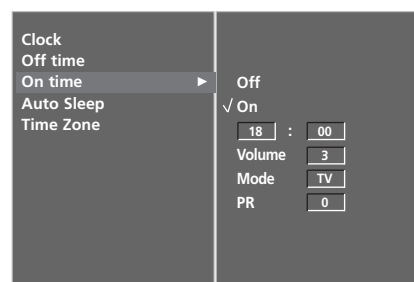 Clock
Off time
On time ►
Auto Sleep
Time Zone
Off
√ On
18 : 00
Volume 3
Mode TV
PR 0